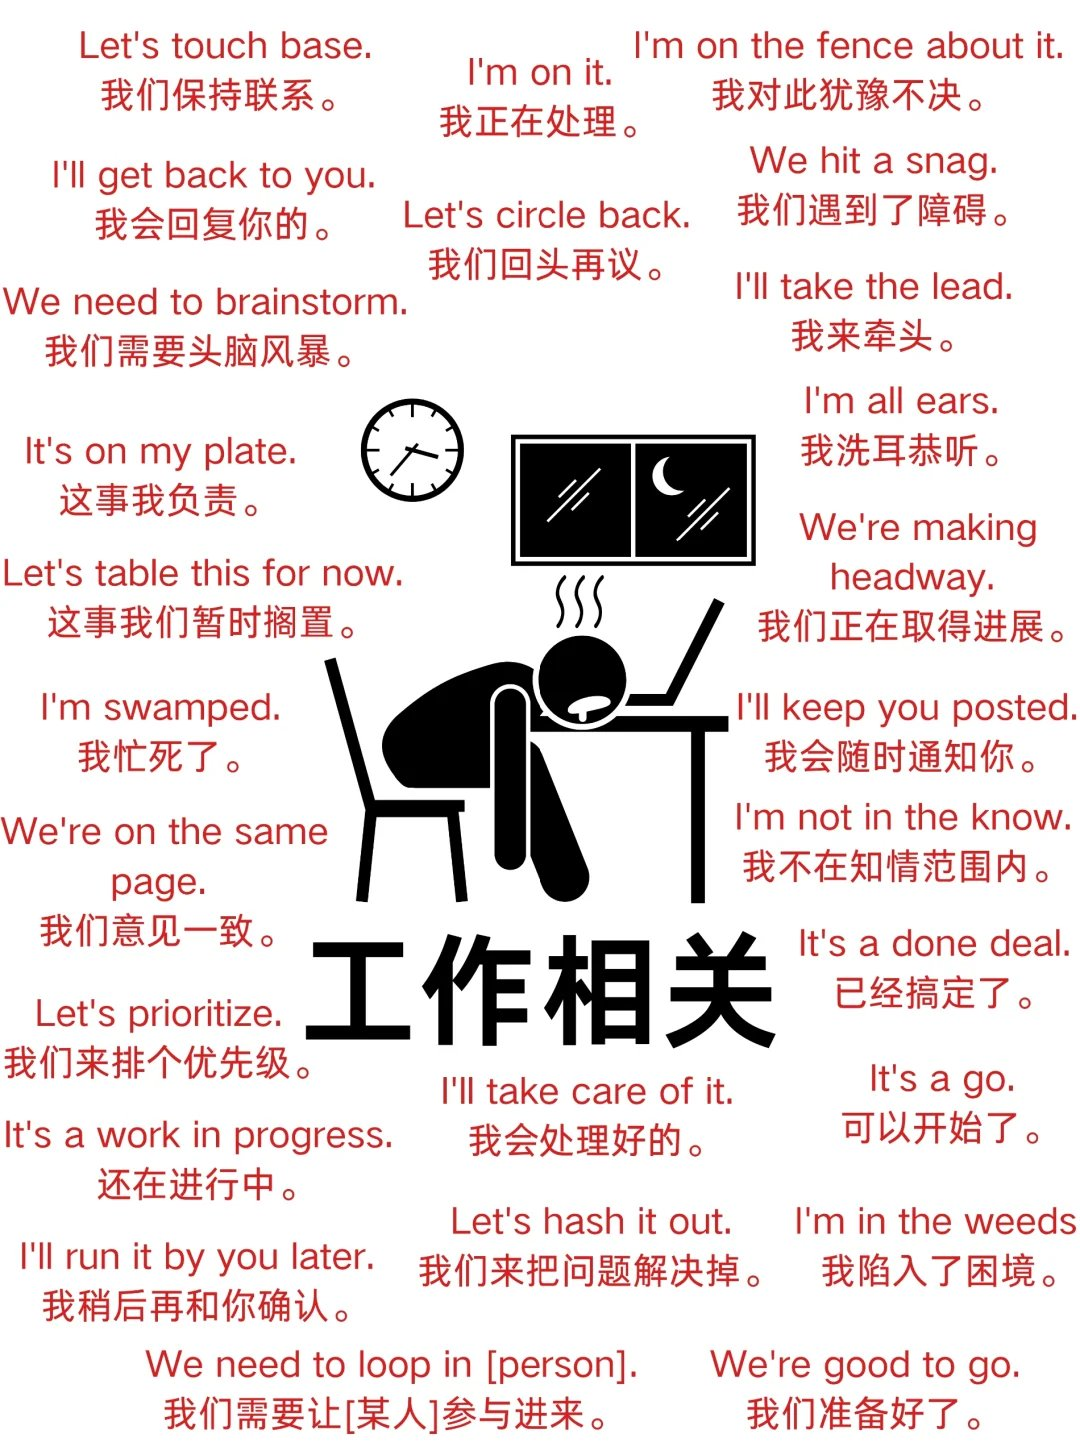 Let's touch base.
我们保持联系。
I'm on it.
我正在处理。
I'm on the fence about it.
我对此犹豫不决。
I'll get back to you.
我会回复你的。
Let's circle back.
我们回头再议。
We hit a snag.
我们遇到了障碍。
We need to brainstorm.
我们需要头脑风暴。
I'll take the lead.
我来牵头。
I'm all ears.
我洗耳恭听。
It's on my plate.
这事我负责。
We're making
headway.
我们正在取得进展。
Let's table this for now.
这事我们暂时搁置。
I'm swamped.
我忙死了。
I'll keep you posted.
我会随时通知你。
We're on the same
page.
我们意见一致。
I'm not in the know.
我不在知情范围内。
It's a done deal.
已经搞定了。
工作相关
Let's prioritize.
我们来排个优先级。
I'll take care of it.
我会处理好的。
It's a go.
可以开始了。
It's a work in progress.
还在进行中。
Let's hash it out.
我们来把问题解决掉。
I'm in the weeds
我陷入了困境。
I'll run it by you later.
我稍后再和你确认。
We need to loop in [person].
我们需要让[某人]参与进来。
We're good to go.
我们准备好了。